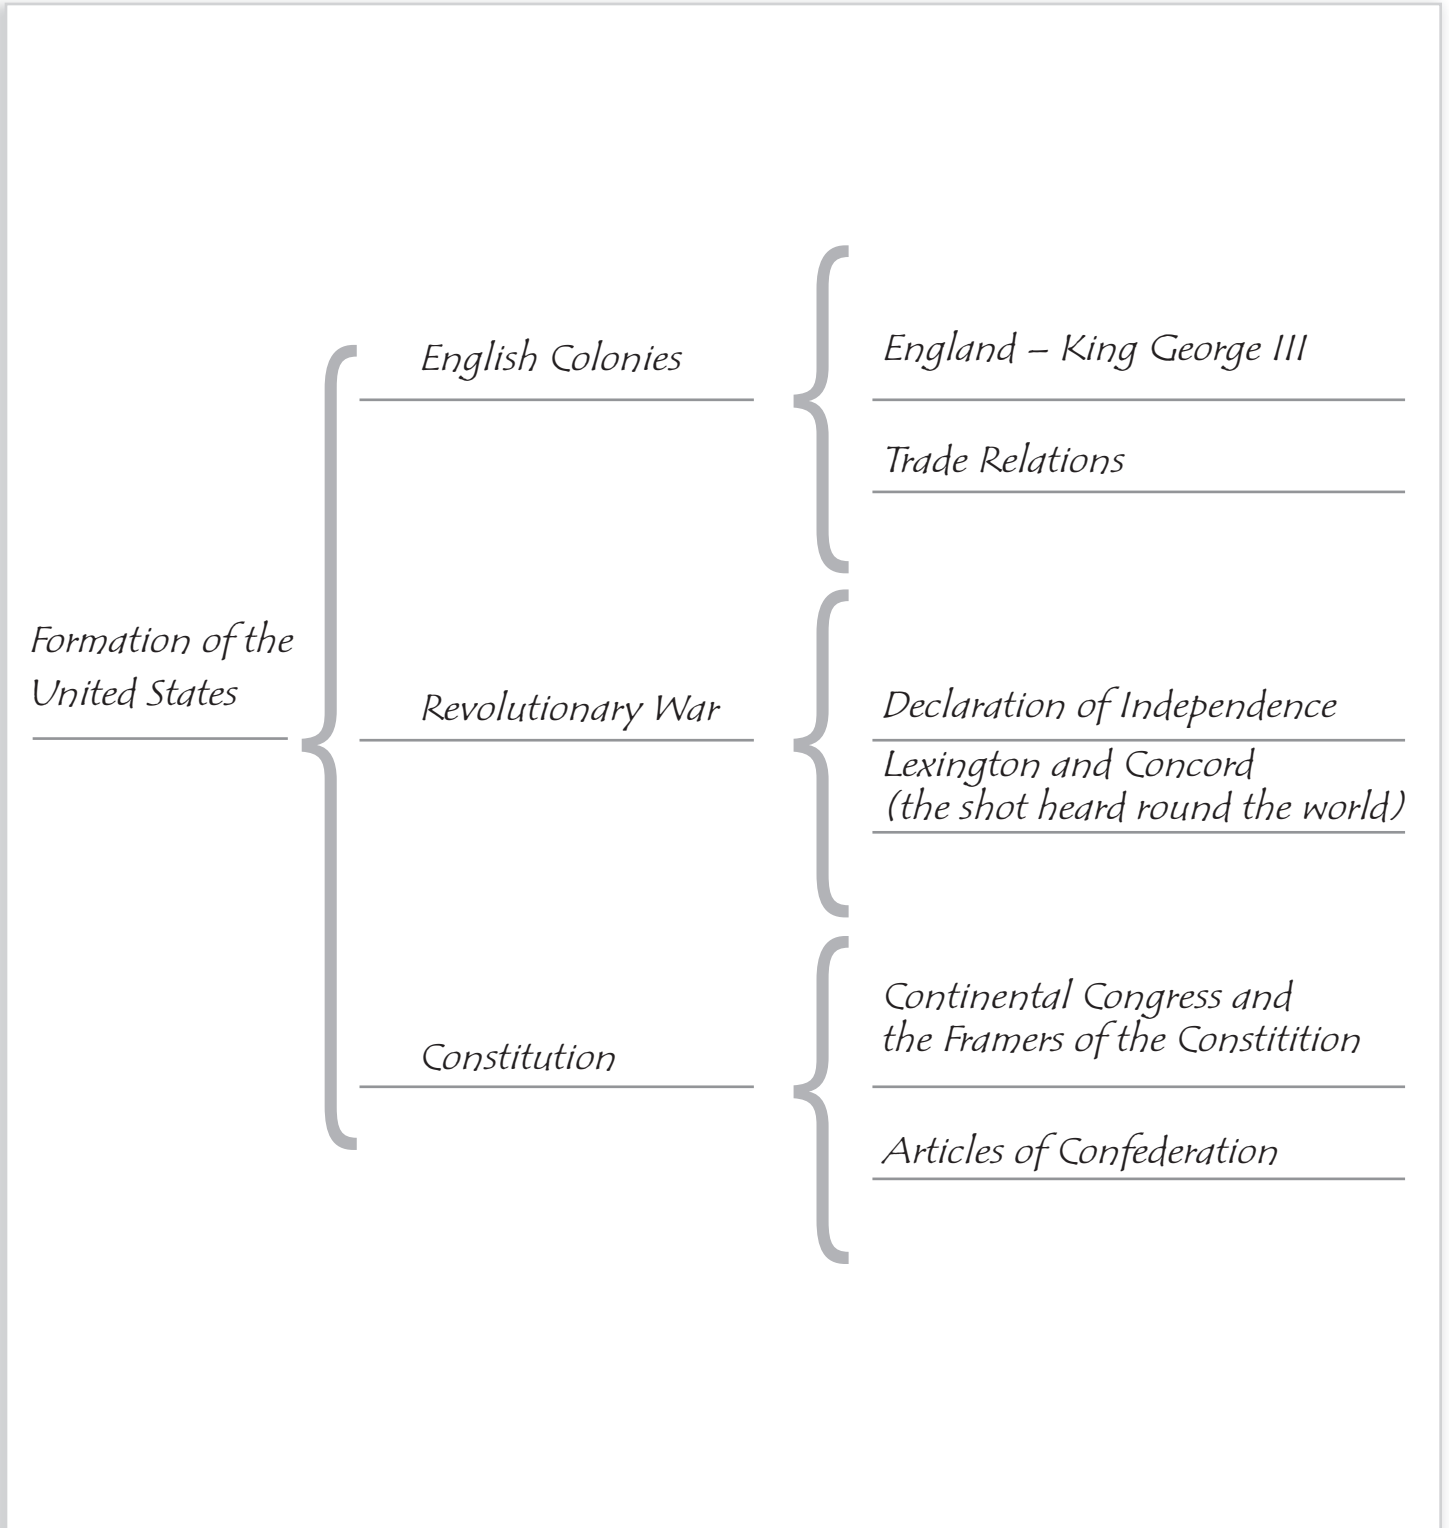 Formation of the
United States
English Colonies
England – King George III
Trade Relations
Revolutionary War
Declaration of Independence
Lexington and Concord
(the shot heard round the world)
Constitution
Continental Congress and
the Framers of the Constitition
Articles of Confederation